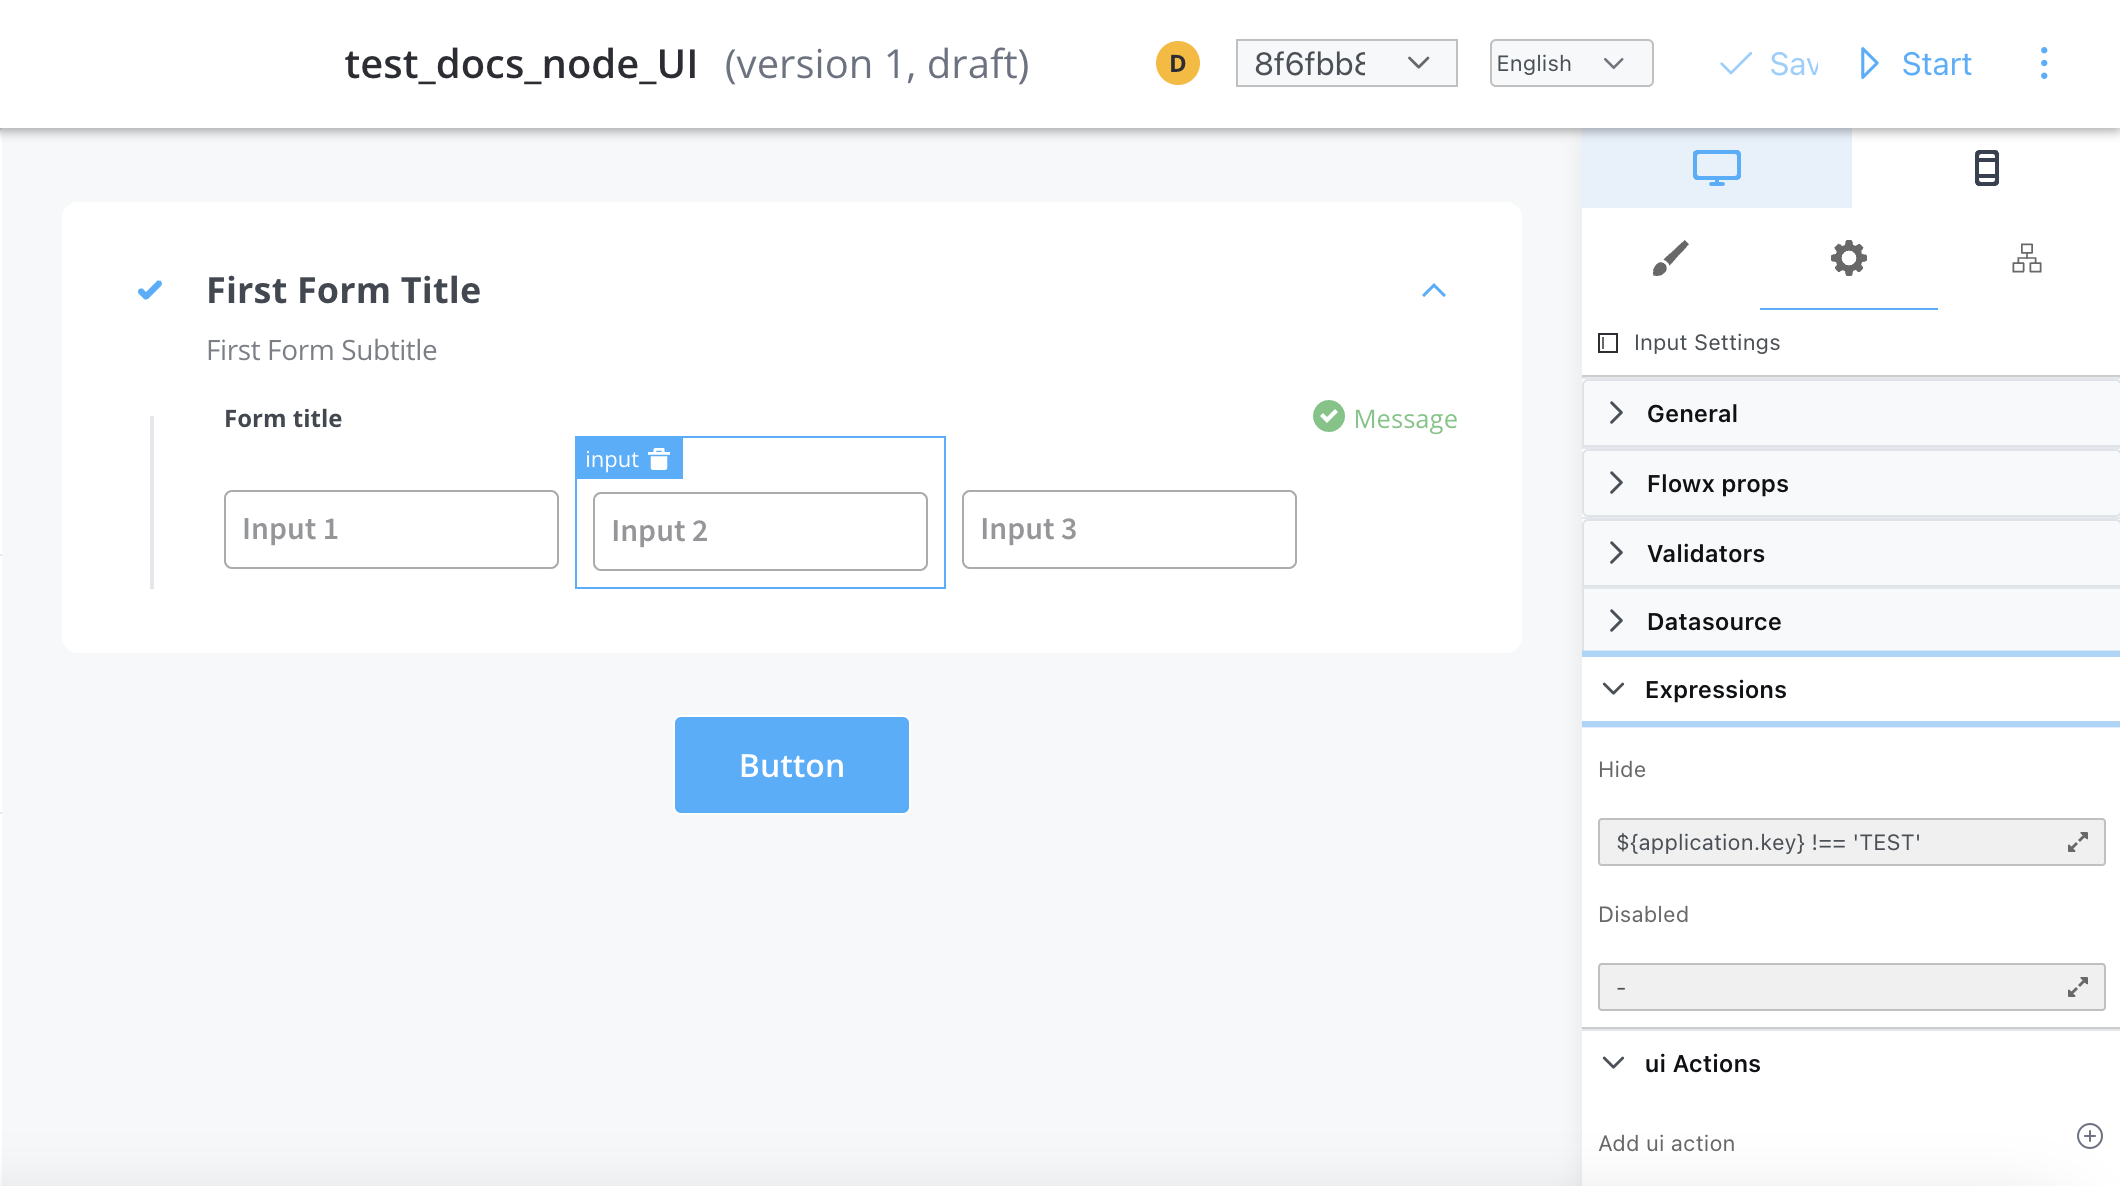 test_docs_node_UI (version 1, draft) D 8f6fbb8 English Sav Start
First Form Title
First Form Subtitle
Form title
Message
input
Input 1 Input 2 Input 3
Button
Input Settings
General
Flowx props
Validators
Datasource
Expressions
Hide
${application.key} !== 'TEST'
Disabled
-
ui Actions
Add ui action